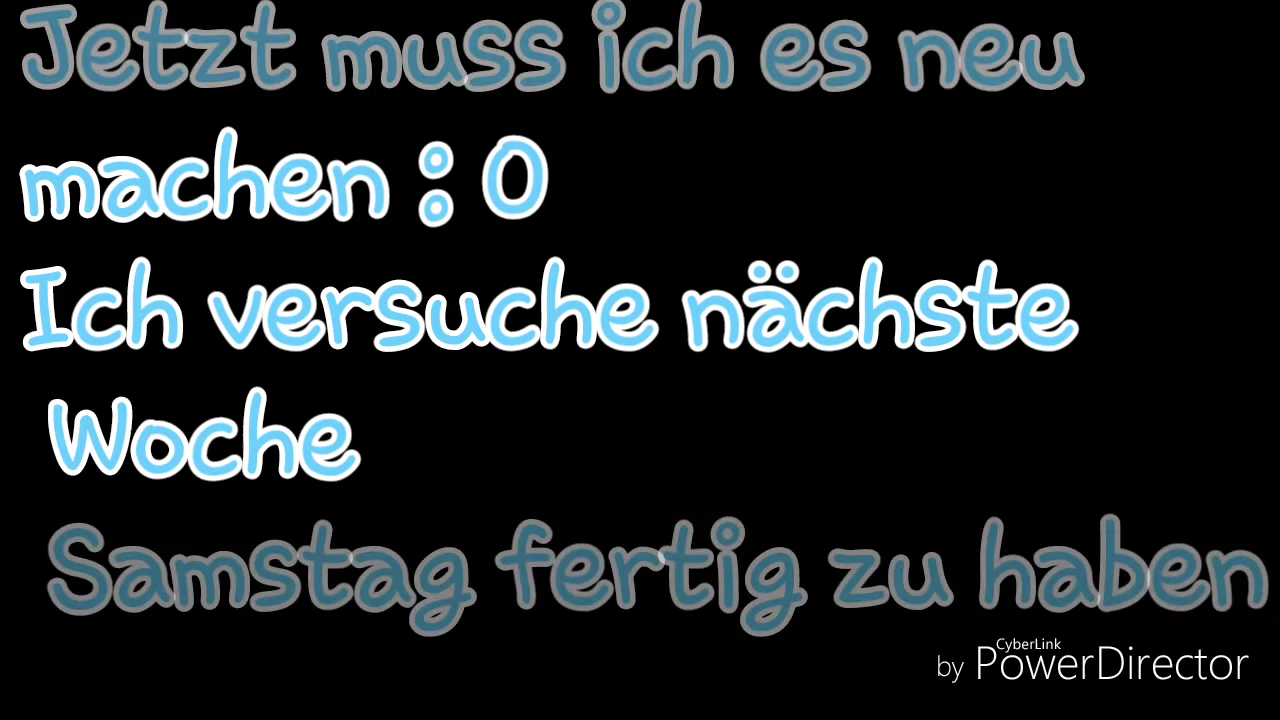 Jetzt muss ich es neu
machen : 0
Ich versuche nächste
Woche
Samstag fertig zu haben
CyberLink
by PowerDirector